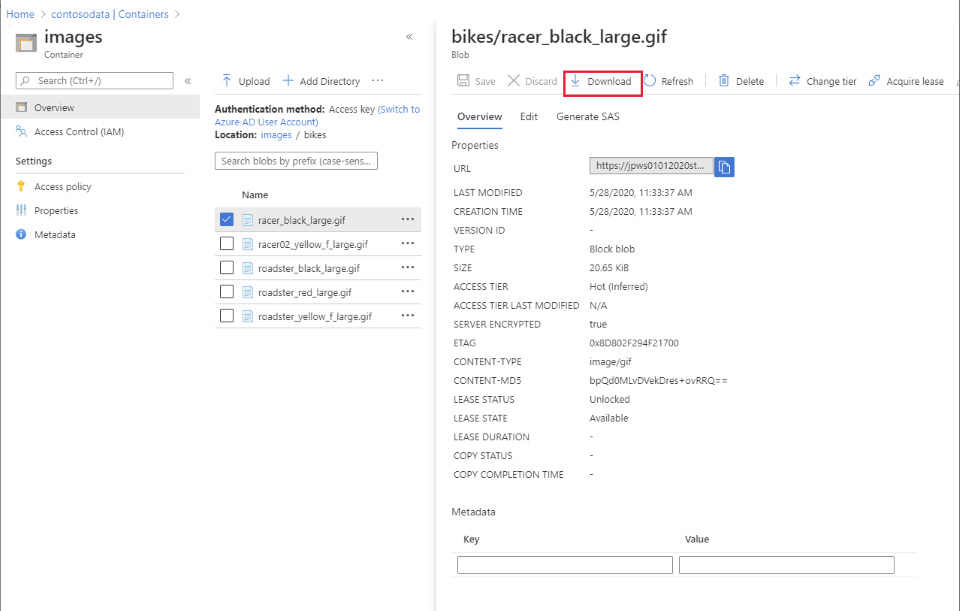 Home > contosodata | Containers >
images
Container
«
Search (Ctrl+/)
«
Overview
Access Control (IAM)
Settings
Access policy
Properties
Metadata
Upload
Add Directory
···
Authentication method: Access key (Switch to
Azure AD User Account)
Location: images / bikes
Search blobs by prefix (case-sens...
Name
racer_black_large.gif ···
racer02_yellow_f_large.gif ···
roadster_black_large.gif ···
roadster_red_large.gif ···
roadster_yellow_f_large.gif ···
bikes/racer_black_large.gif
Blob
Save Discard Download Refresh Delete Change tier Acquire lease
Overview Edit Generate SAS
Properties
URL https://jpws01012020st...
LAST MODIFIED 5/28/2020, 11:33:37 AM
CREATION TIME 5/28/2020, 11:33:37 AM
VERSION ID -
TYPE Block blob
SIZE 20.65 KiB
ACCESS TIER Hot (Inferred)
ACCESS TIER LAST MODIFIED N/A
SERVER ENCRYPTED true
ETAG 0x8D802F294F21700
CONTENT-TYPE image/gif
CONTENT-MD5 bpQd0MLvDVekDres+ovRRQ==
LEASE STATUS Unlocked
LEASE STATE Available
LEASE DURATION -
COPY STATUS -
COPY COMPLETION TIME -
Metadata
Key Value